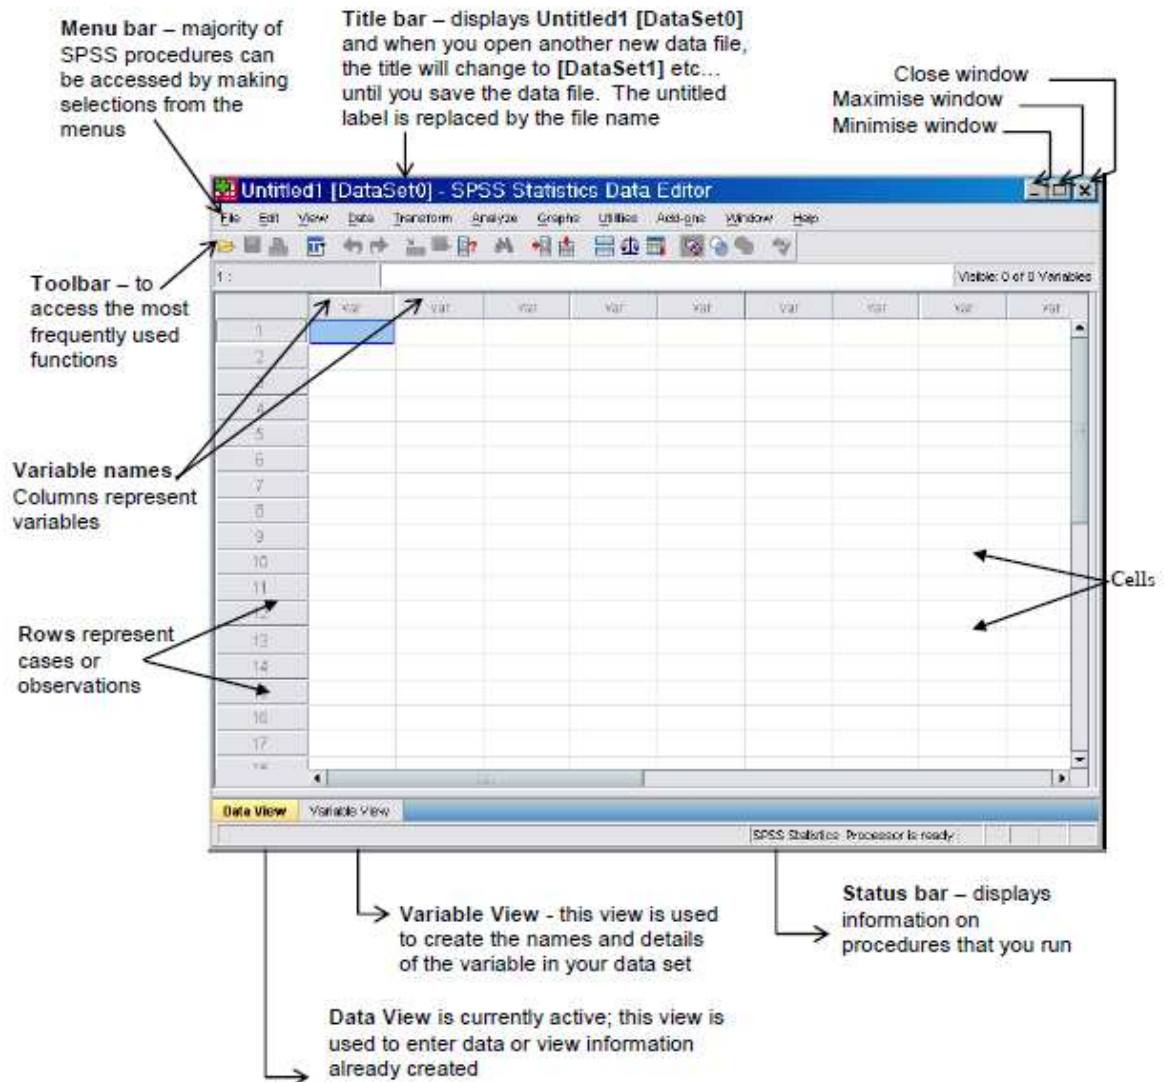 Menu bar – majority of
SPSS procedures can
be accessed by making
selections from the
menus
Title bar – displays Untitled1 [DataSet0]
and when you open another new data file,
the title will change to [DataSet1] etc...
until you save the data file. The untitled
label is replaced by the file name
Close window
Maximise window
Minimise window
Untitled1 [DataSet0] - SPSS Statistics Data Editor
File Edit View Data Transform Analyze Graphs Utilities Add-ons Window Help
Toolbar – to
access the most
frequently used
functions
1 :
Visible: 0 of 0 Variables
var var var var var var var var var
1
2
3
4
5
6
7
8
9
10
11
12
13
14
16
17
18
Variable names
Columns represent
variables
Cells
Rows represent
cases or
observations
Data View Variable View
SPSS Statistics Processor is ready
Variable View - this view is used
to create the names and details
of the variable in your data set
Status bar – displays
information on
procedures that you run
Data View is currently active; this view is
used to enter data or view information
already created